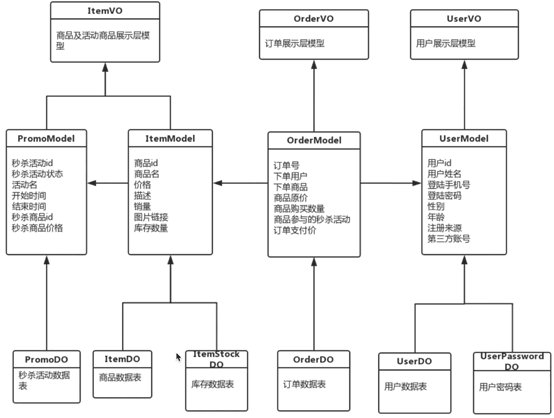 ItemVO
商品及活动商品展示层模
型
OrderVO
订单展示层模型
UserVO
用户展示层模型
PromoModel
秒杀活动id
秒杀活动状态
活动名
开始时间
结束时间
秒杀商品id
秒杀商品价格
ItemModel
商品id
商品名
价格
描述
销量
图片链接
库存数量
OrderModel
订单号
下单用户
下单商品
商品原价
商品购买数量
商品参与的秒杀活动
订单支付价
UserModel
用户id
用户姓名
登陆手机号
登陆密码
性别
年龄
注册来源
第三方账号
PromoDO
秒杀活动数据
表
ItemDO
商品数据表
ItemStock
DO
库存数据表
OrderDO
订单数据表
UserDO
用户数据表
UserPassword
DO
用户密码表